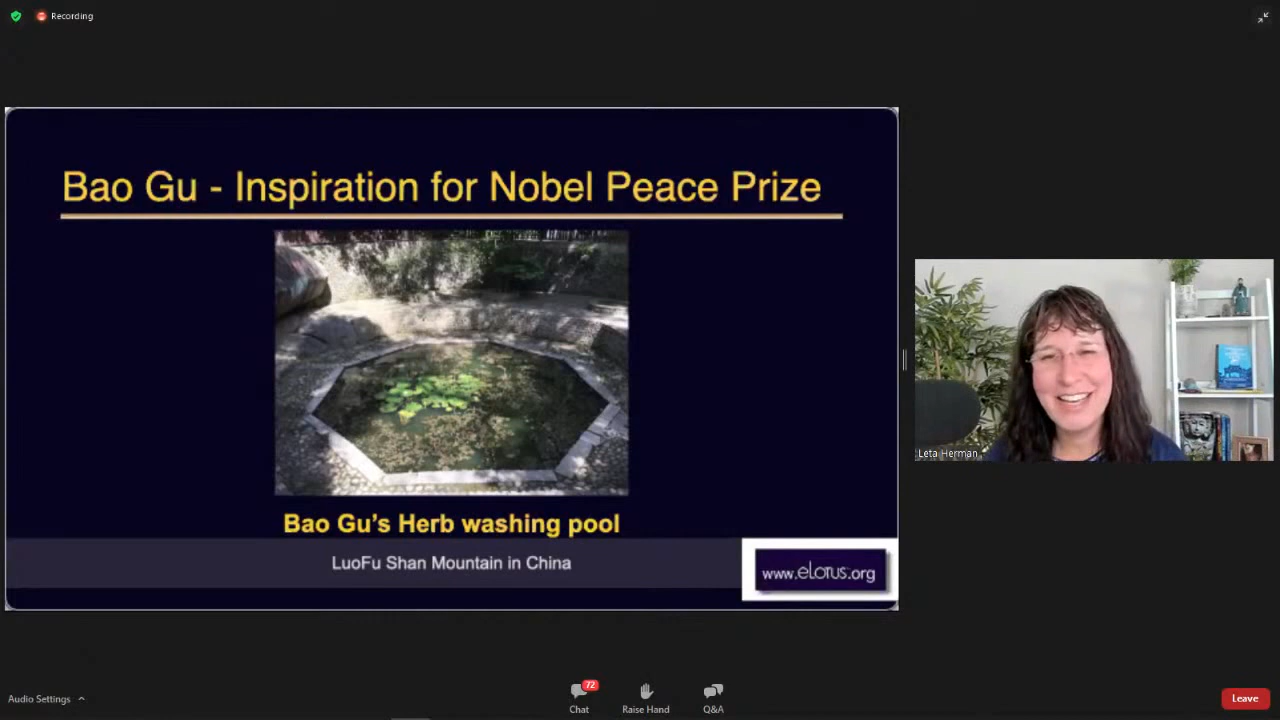 Recording
Bao Gu - Inspiration for Nobel Peace Prize
Bao Gu's Herb washing pool
LuoFu Shan Mountain in China
www.elotus.org
Leta Herman
Audio Settings
72
Chat
Raise Hand
Q&A
Leave